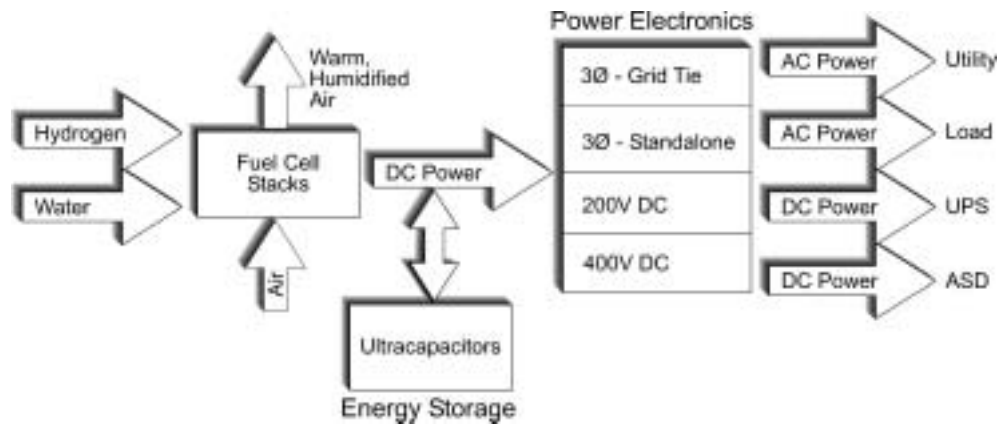 Power Electronics
Warm,
Humidified
Air
Hydrogen
Water
Fuel Cell
Stacks
Air
DC Power
Ultracapacitors
Energy Storage
3Ø - Grid Tie
3Ø - Standalone
200V DC
400V DC
AC Power
Utility
AC Power
Load
DC Power
UPS
DC Power
ASD